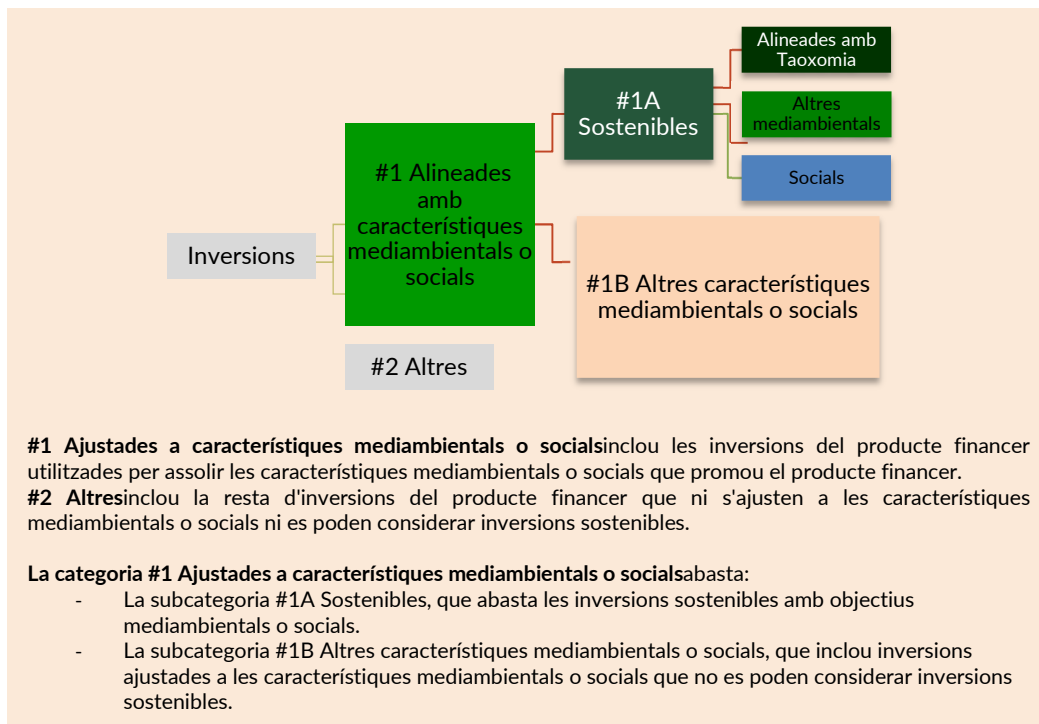 Alineades amb
Taoxomia
#1A
Sostenibles
Altres
mediambientals
#1 Alineades
amb
característiques
mediambientals o
socials
Socials
Inversions
#1B Altres característiques
mediambientals o socials
#2 Altres
#1 Ajustades a característiques mediambientals o socialsinclou les inversions del producte financer
utilitzades per assolir les característiques mediambientals o socials que promou el producte financer.
#2 Altresinclou la resta d'inversions del producte financer que ni s'ajusten a les característiques
mediambientals o socials ni es poden considerar inversions sostenibles.
La categoria #1 Ajustades a característiques mediambientals o socialsabasta:
- La subcategoria #1A Sostenibles, que abasta les inversions sostenibles amb objectius
mediambientals o socials.
- La subcategoria #1B Altres característiques mediambientals o socials, que inclou inversions
ajustades a les característiques mediambientals o socials que no es poden considerar inversions
sostenibles.